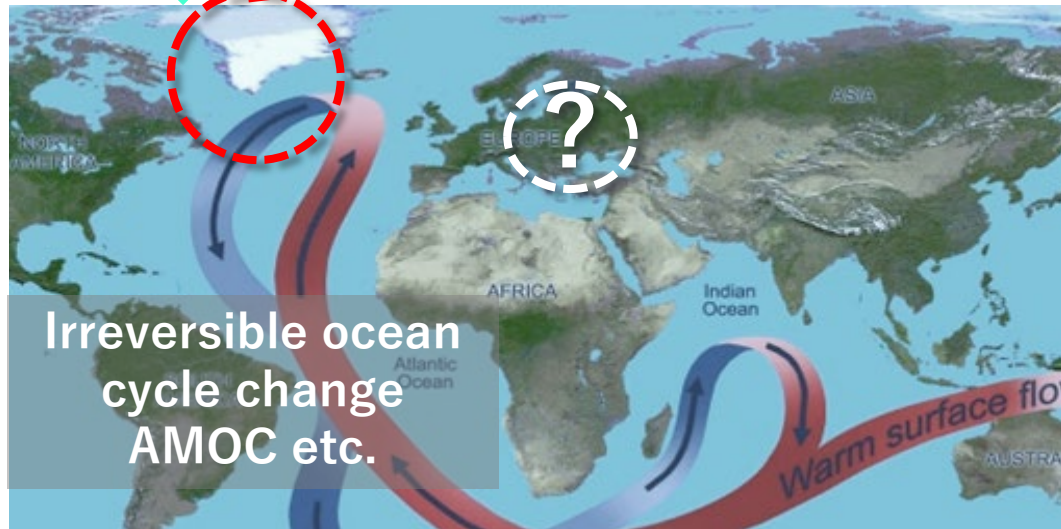 ?
ASIA
EUROPE
NORTH
AMERICA
AFRICA
Indian
Ocean
Irreversible ocean
cycle change
AMOC etc.
Atlantic
Ocean
Warm surface flo
AUSTRA